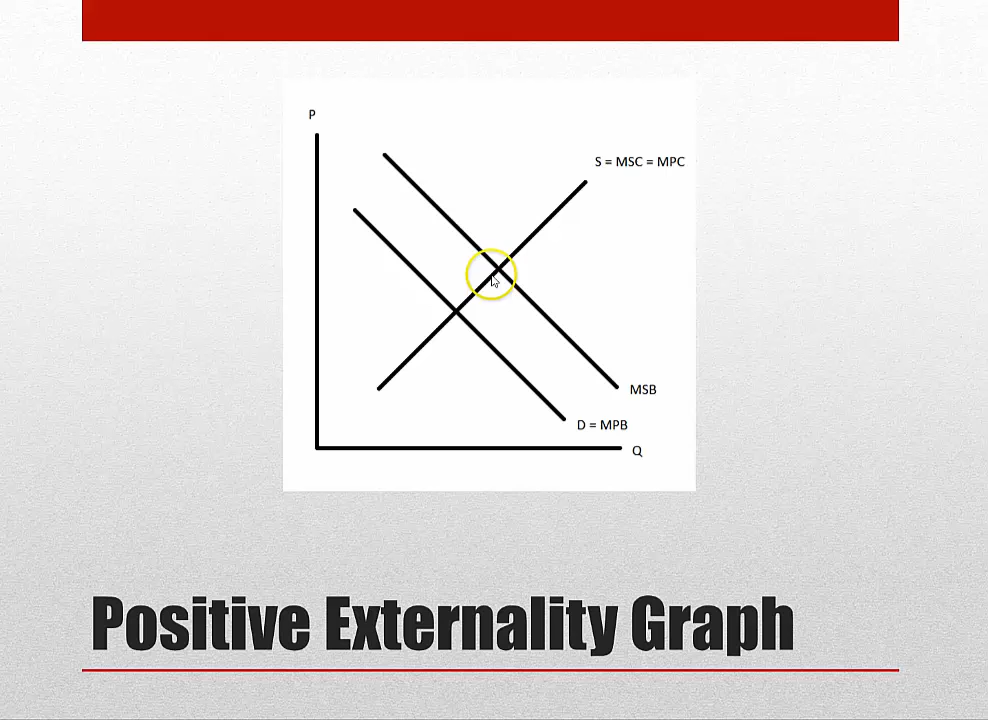 P
S = MSC = MPC
MSB
D = MPB
Q
Positive Externality Graph